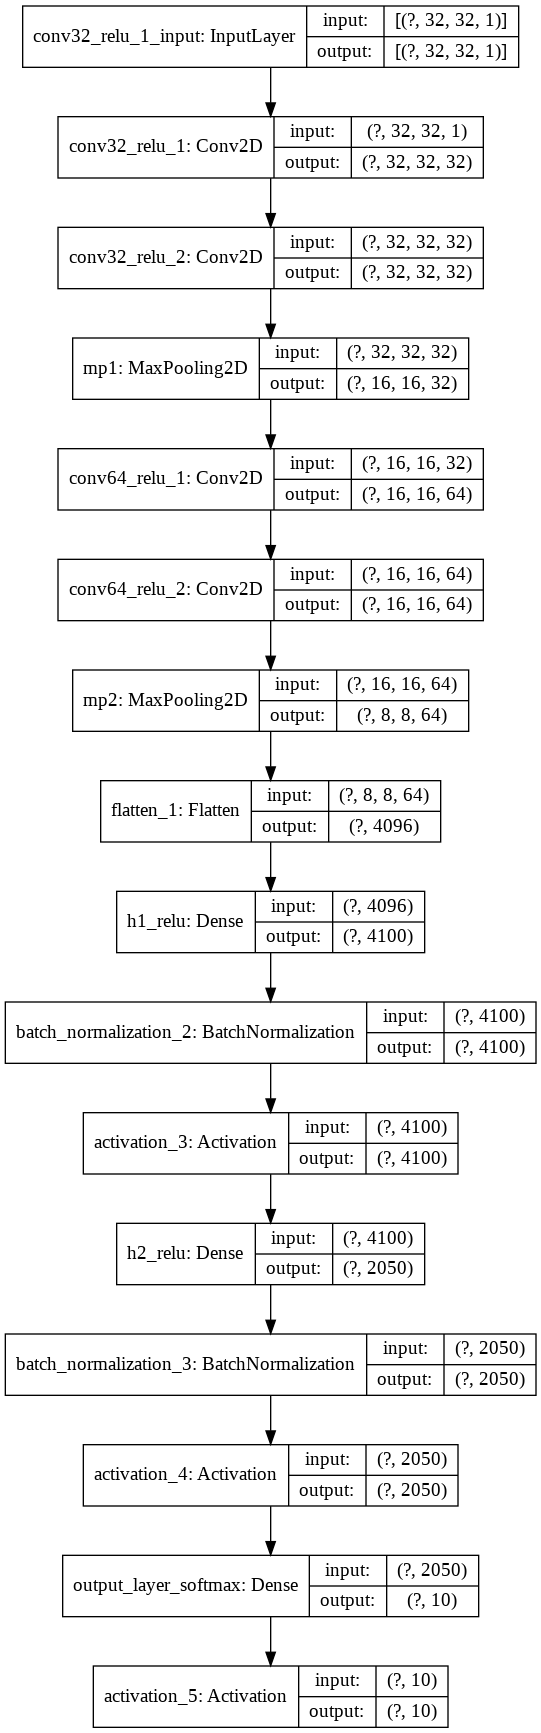 conv32_relu_1_input: InputLayer
input: [(?, 32, 32, 1)]
output: [(?, 32, 32, 1)]
conv32_relu_1: Conv2D
input: (?, 32, 32, 1)
output: (?, 32, 32, 32)
conv32_relu_2: Conv2D
input: (?, 32, 32, 32)
output: (?, 32, 32, 32)
mp1: MaxPooling2D
input: (?, 32, 32, 32)
output: (?, 16, 16, 32)
conv64_relu_1: Conv2D
input: (?, 16, 16, 32)
output: (?, 16, 16, 64)
conv64_relu_2: Conv2D
input: (?, 16, 16, 64)
output: (?, 16, 16, 64)
mp2: MaxPooling2D
input: (?, 16, 16, 64)
output: (?, 8, 8, 64)
flatten_1: Flatten
input: (?, 8, 8, 64)
output: (?, 4096)
h1_relu: Dense
input: (?, 4096)
output: (?, 4100)
batch_normalization_2: BatchNormalization
input: (?, 4100)
output: (?, 4100)
activation_3: Activation
input: (?, 4100)
output: (?, 4100)
h2_relu: Dense
input: (?, 4100)
output: (?, 2050)
batch_normalization_3: BatchNormalization
input: (?, 2050)
output: (?, 2050)
activation_4: Activation
input: (?, 2050)
output: (?, 2050)
output_layer_softmax: Dense
input: (?, 2050)
output: (?, 10)
activation_5: Activation
input: (?, 10)
output: (?, 10)